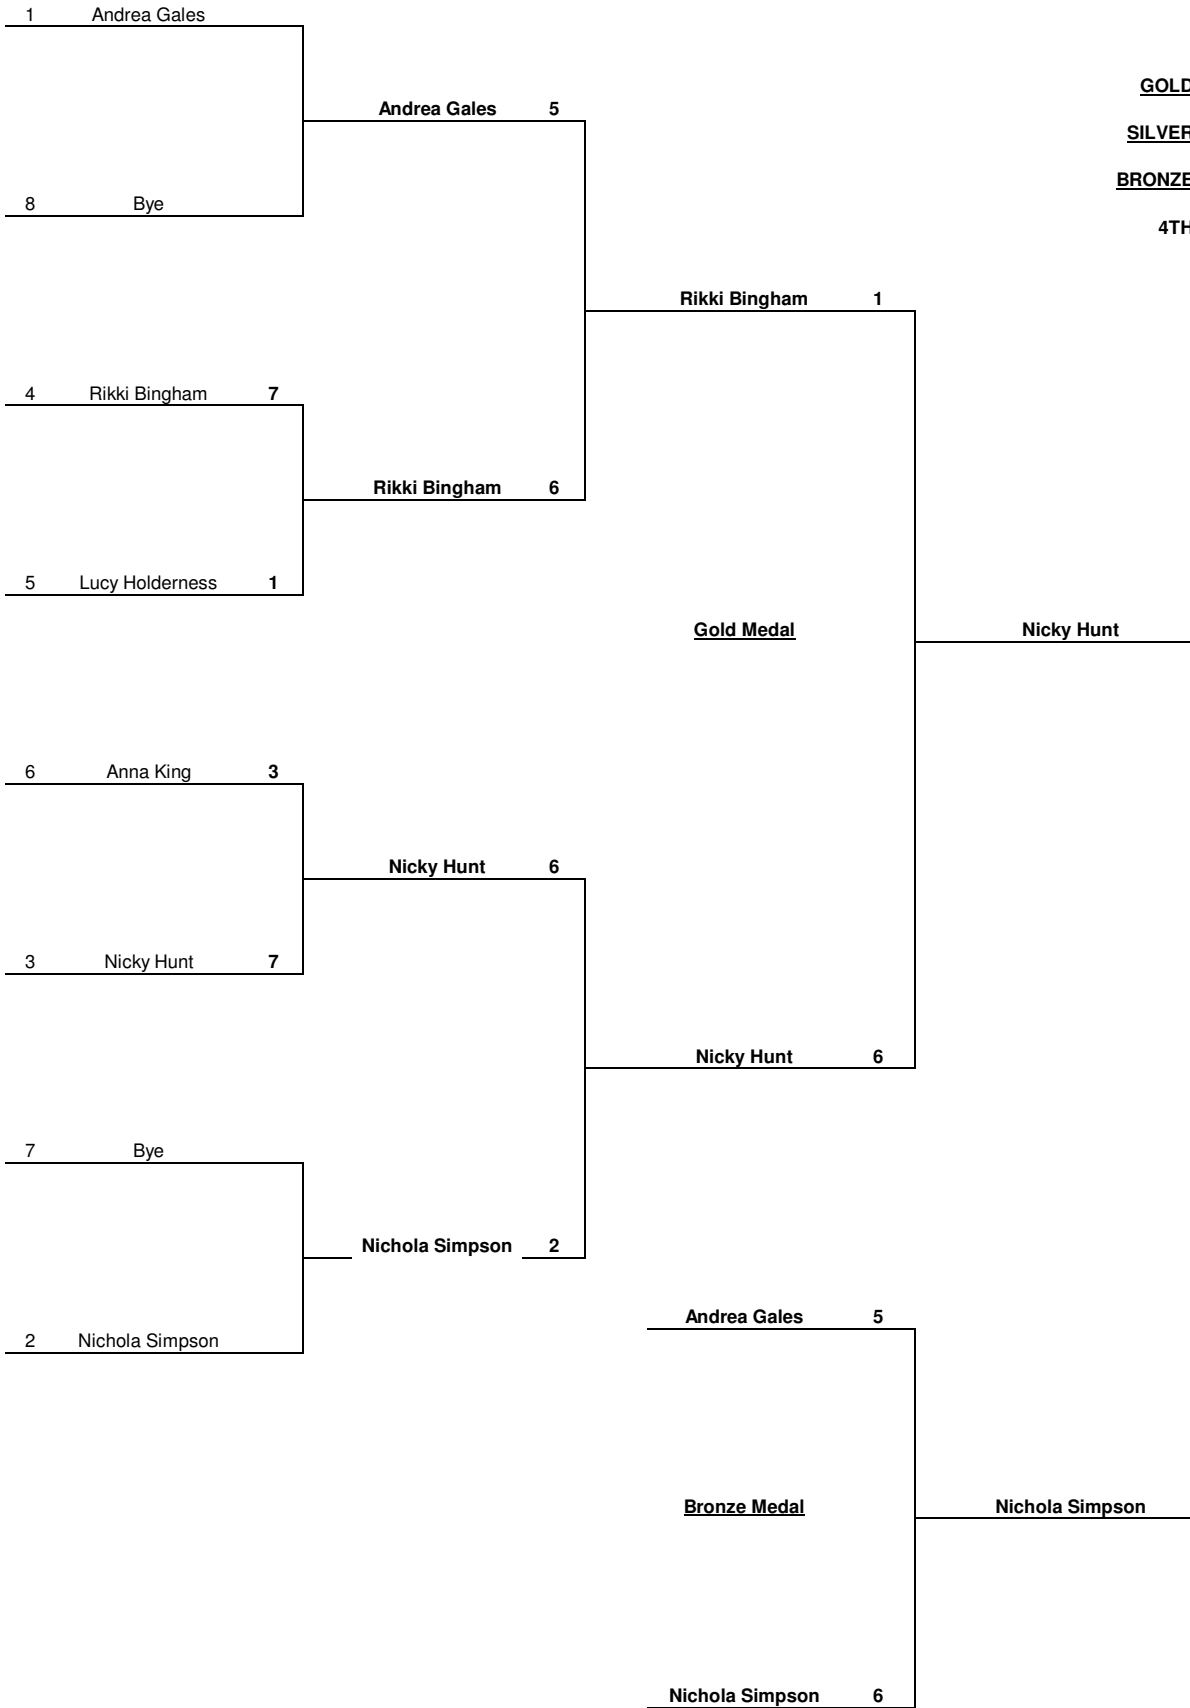 1 Andrea Gales
GOLD
Andrea Gales 5
SILVER
BRONZE
8 Bye
4TH
Rikki Bingham 1
4 Rikki Bingham 7
Rikki Bingham 6
5 Lucy Holderness 1
Gold Medal
Nicky Hunt
6 Anna King 3
Nicky Hunt 6
3 Nicky Hunt 7
Nicky Hunt 6
7 Bye
Nichola Simpson 2
Andrea Gales 5
2 Nichola Simpson
Bronze Medal
Nichola Simpson
Nichola Simpson 6